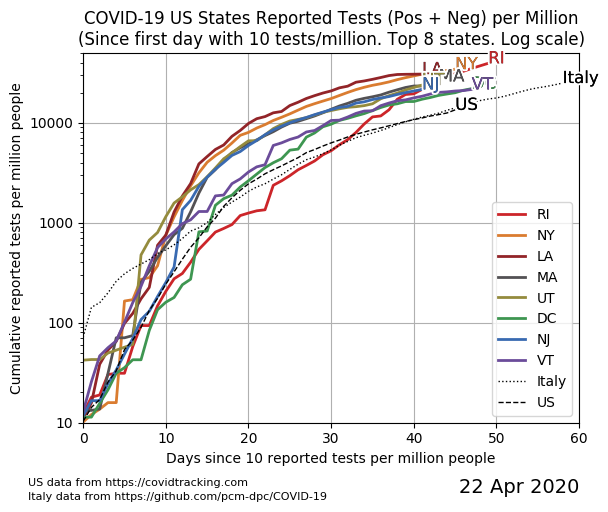 COVID-19 US States Reported Tests (Pos + Neg) per Million
(Since first day with 10 tests/million. Top 8 states. Log scale)
Cumulative reported tests per million people
10000
1000
100
10
LA
NY
RI
MA
NJ
VT
US
Italy
RI
NY
LA
MA
UT
DC
NJ
VT
Italy
US
0
10
20
30
40
50
60
Days since 10 reported tests per million people
US data from https://covidtracking.com
Italy data from https://github.com/pcm-dpc/COVID-19
22 Apr 2020